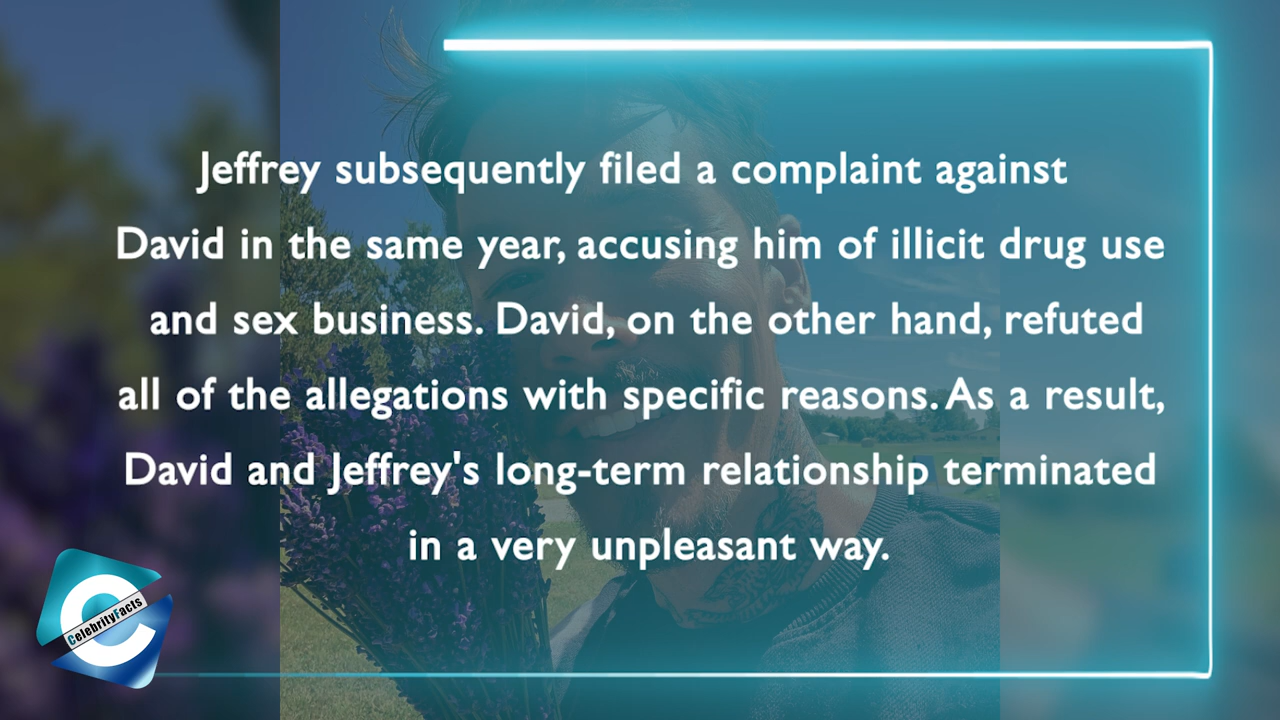 Jeffrey subsequently filed a complaint against
David in the same year, accusing him of illicit drug use
and sex business. David, on the other hand, refuted
all of the allegations with specific reasons. As a result,
David and Jeffrey's long-term relationship terminated
in a very unpleasant way.
CelebrityFacts